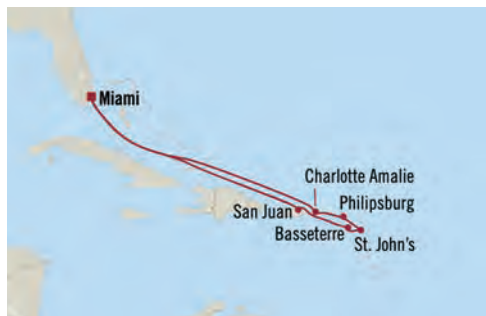 Miami
Charlotte Amalie
San Juan
Philipsburg
Basseterre
St. John's